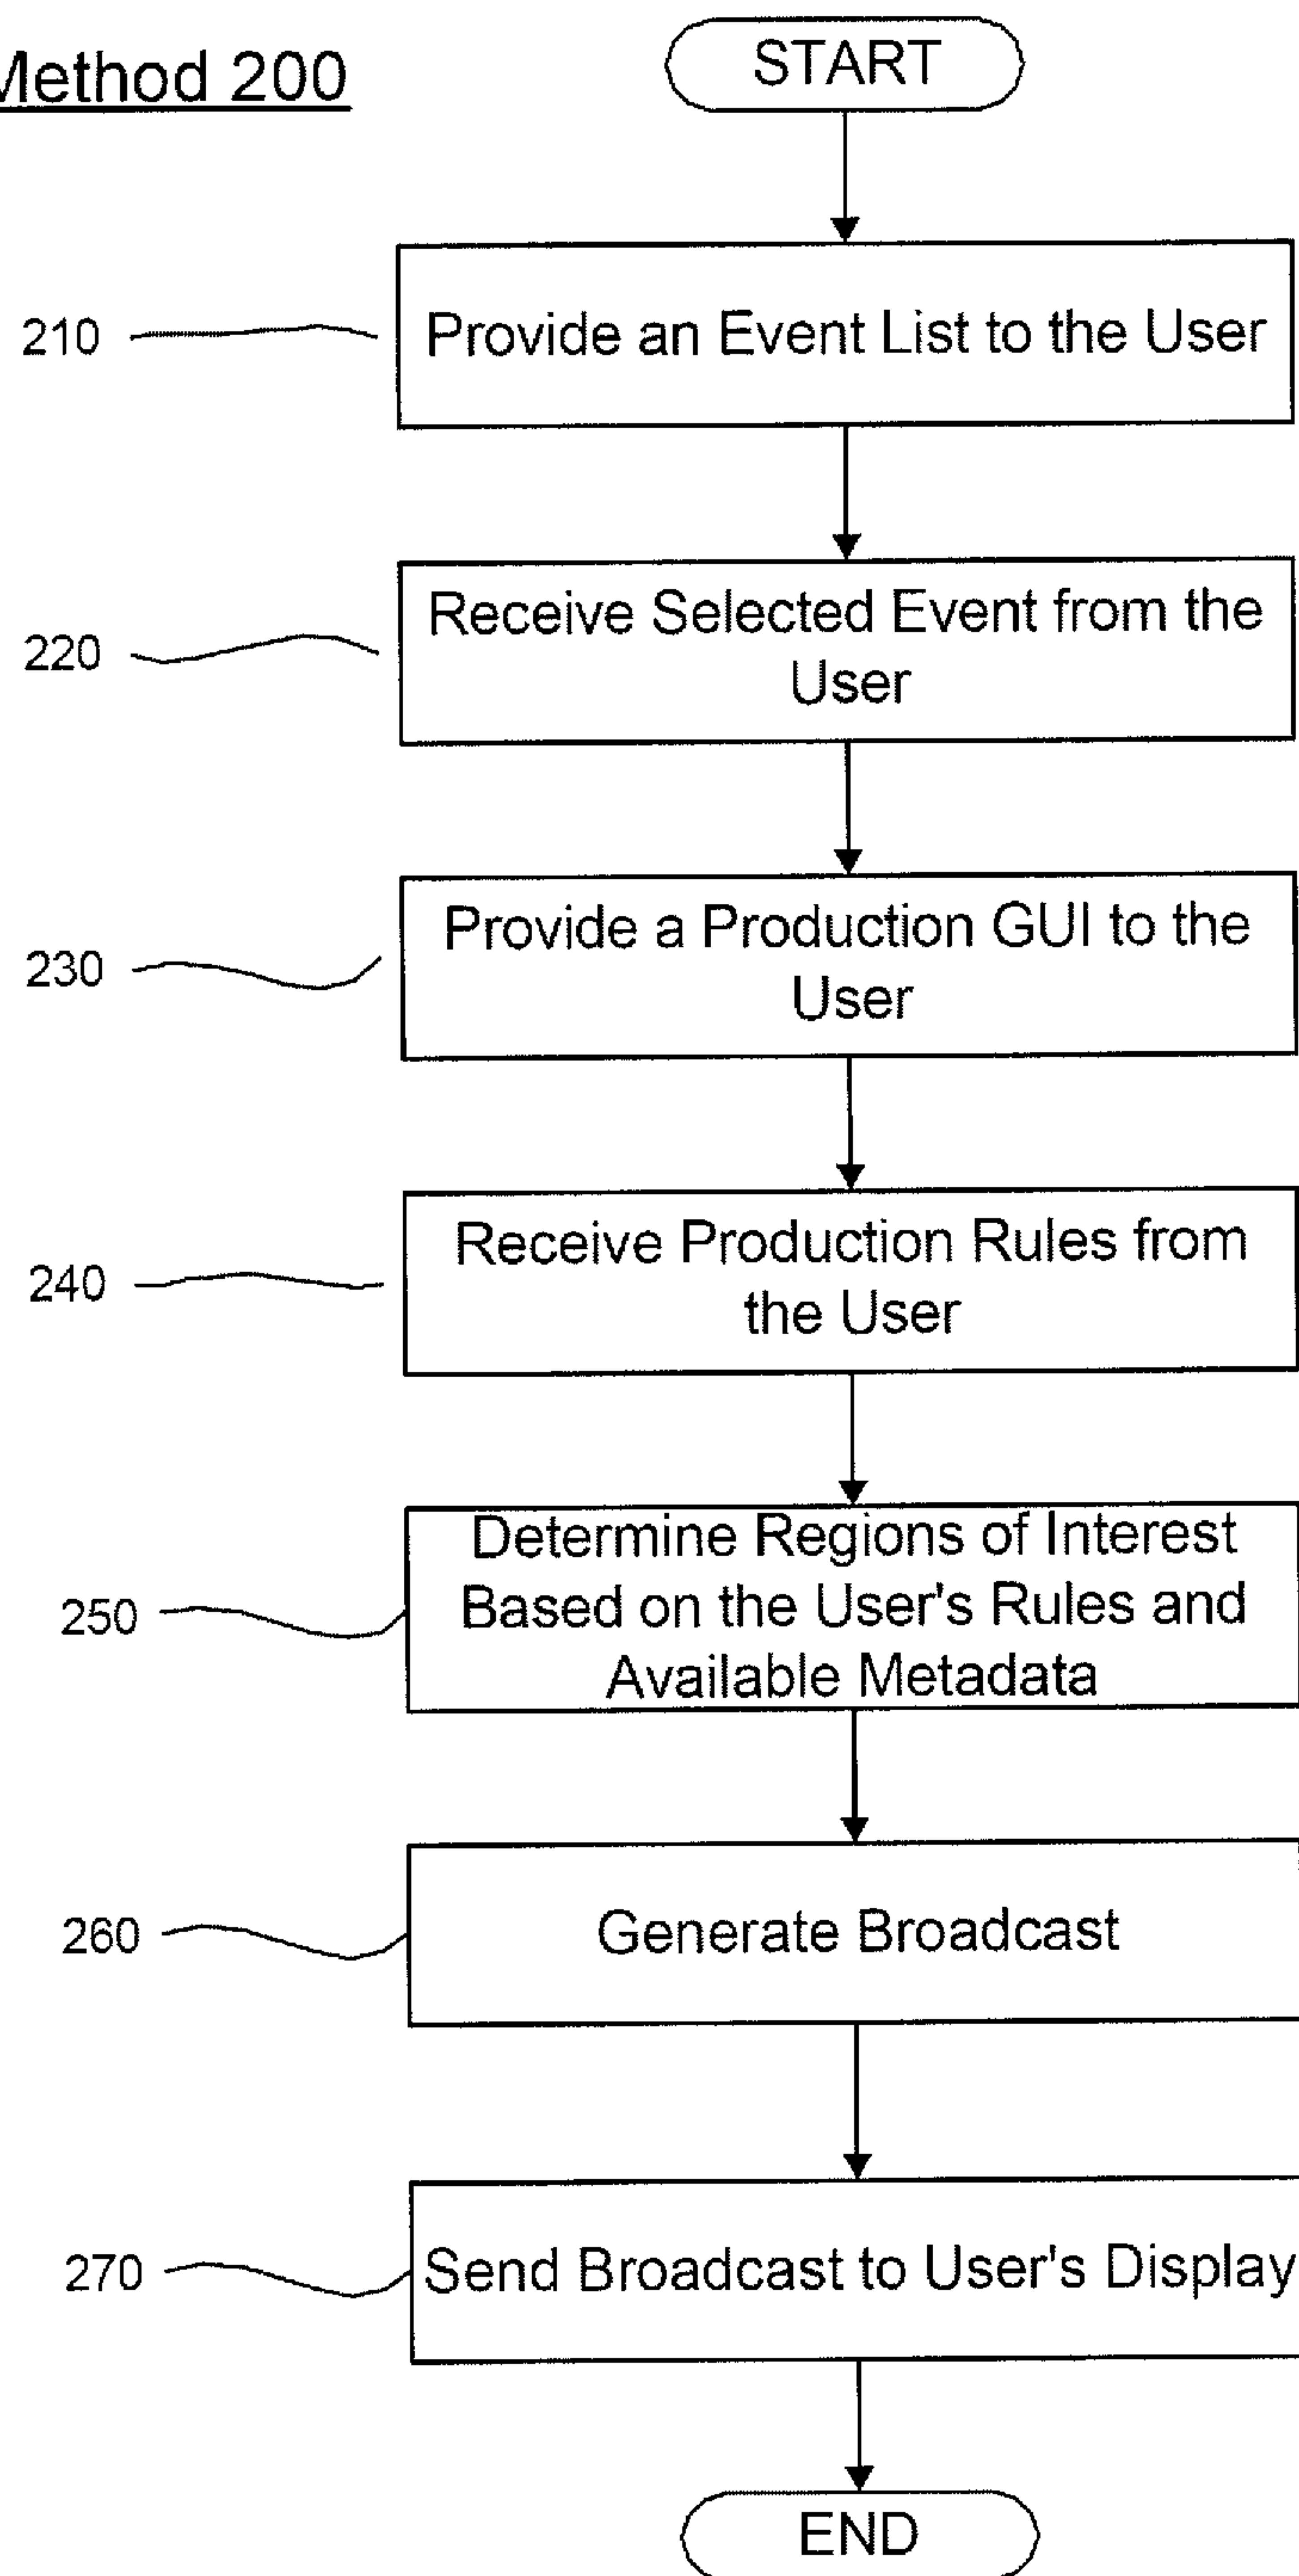 Method 200
START
210
Provide an Event List to the User
220
Receive Selected Event from the
User
230
Provide a Production GUI to the
User
240
Receive Production Rules from
the User
250
Determine Regions of Interest
Based on the User's Rules and
Available Metadata
260
Generate Broadcast
270
Send Broadcast to User's Display
END